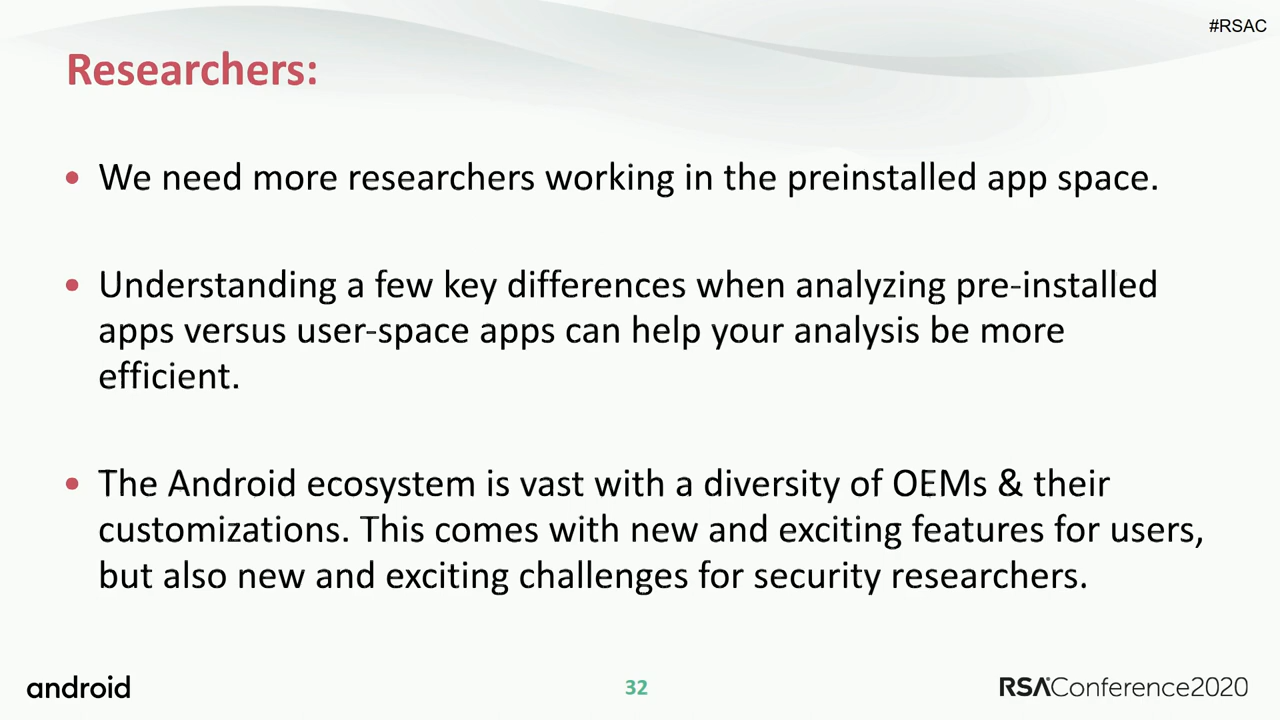 #RSAC
Researchers:
• We need more researchers working in the preinstalled app space.
• Understanding a few key differences when analyzing pre-installed
apps versus user-space apps can help your analysis be more
efficient.
• The Android ecosystem is vast with a diversity of OEMs & their
customizations. This comes with new and exciting features for users,
but also new and exciting challenges for security researchers.
android
32
RSA Conference2020